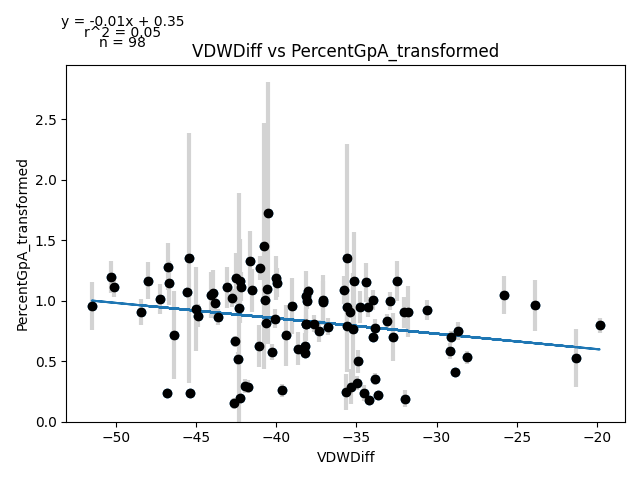 y = -0.01x + 0.35
r^2 = 0.05
n = 98
VDWDiff vs PercentGpA_transformed
PercentGpA_transformed
2.5
2.0
1.5
1.0
0.5
0.0
−50
−45
−40
−35
−30
−25
−20
VDWDiff